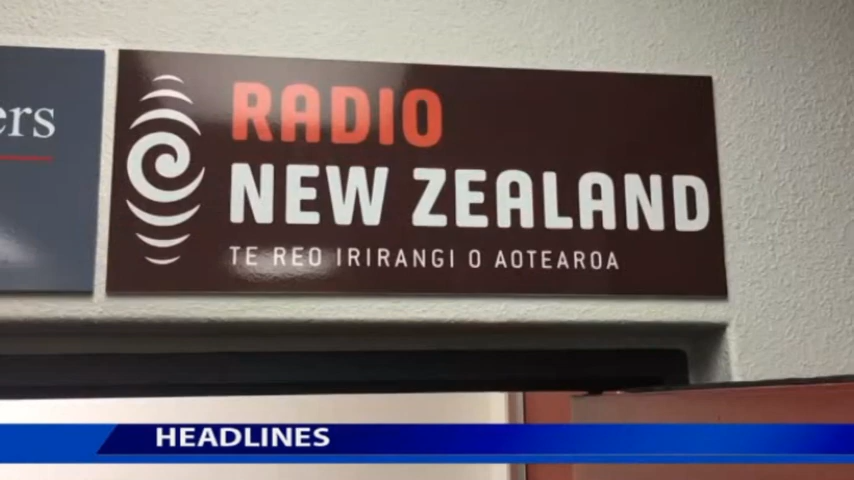 ers
RADIO
NEW ZEALAND
TE REO IRIRANGI O AOTEAROA
HEADLINES